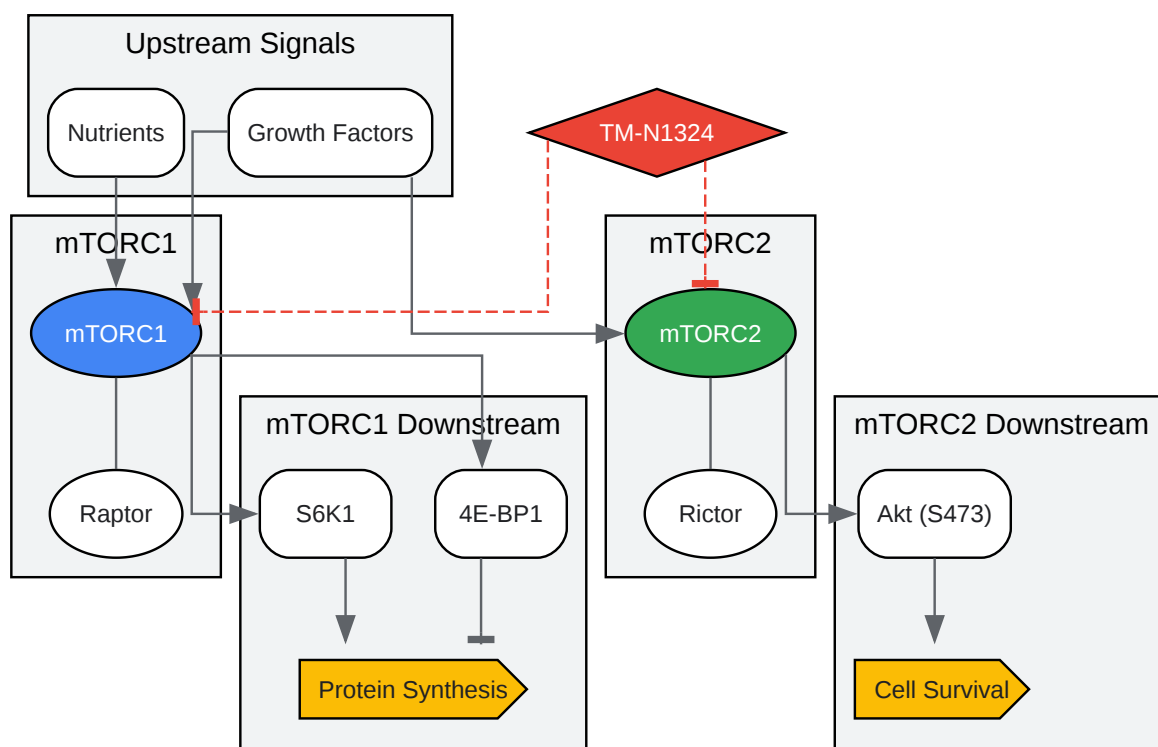 Upstream Signals
Nutrients
Growth Factors
TM-N1324
mTORC1
mTORC2
mTORC1
mTORC2
mTORC1 Downstream
mTORC2 Downstream
Raptor
S6K1
4E-BP1
Rictor
Akt (S473)
Protein Synthesis
Cell Survival